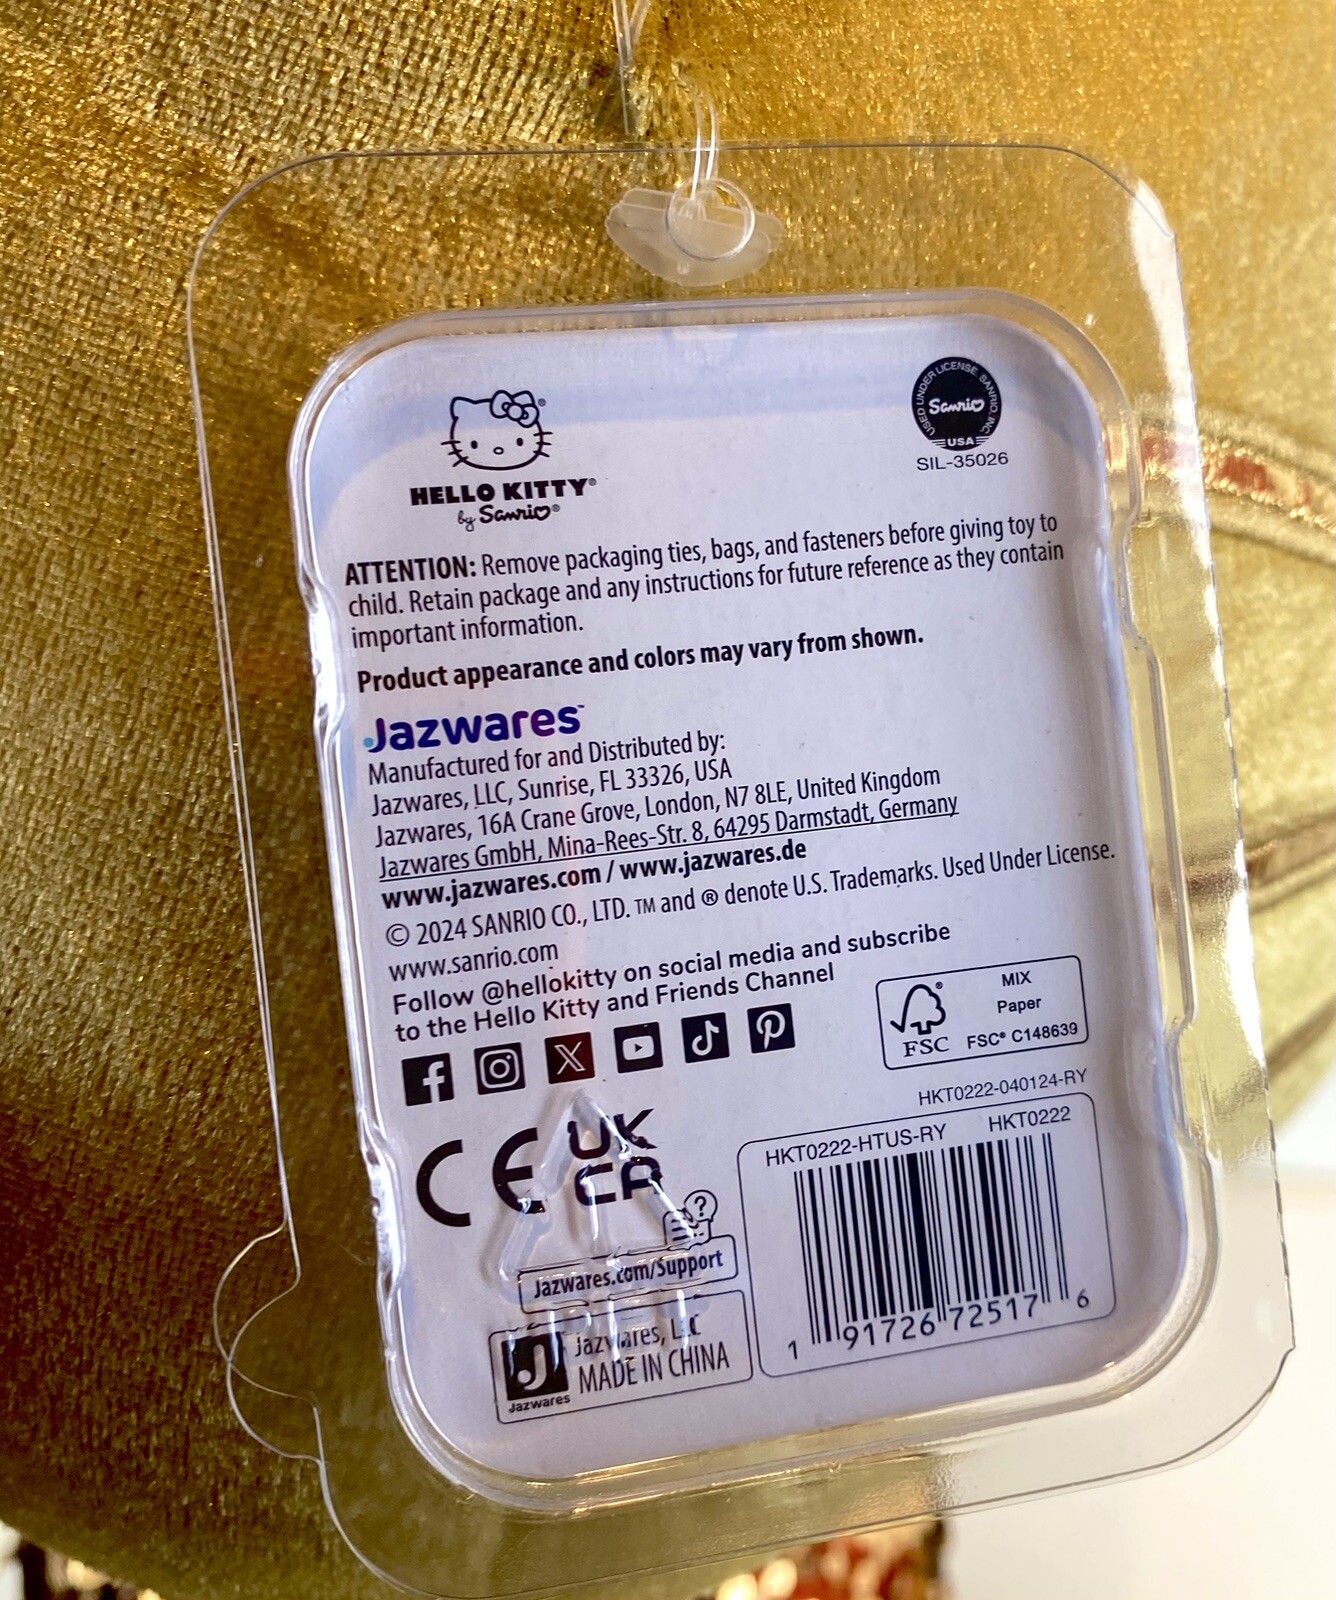 HELLO KITTY®
by Sanrio®
USED UNDER LICENSE. SANRIO, INC.
Sanrio
USA
SIL-35026
ATTENTION: Remove packaging ties, bags, and fasteners before giving toy to
child. Retain package and any instructions for future reference as they contain
important information.
Product appearance and colors may vary from shown.
Jazwares™
Manufactured for and Distributed by:
Jazwares, LLC, Sunrise, FL 33326, USA
Jazwares, 16A Crane Grove, London, N7 8LE, United Kingdom
Jazwares GmbH, Mina-Rees-Str. 8, 64295 Darmstadt, Germany
www.jazwares.com / www.jazwares.de
© 2024 SANRIO CO., LTD. TM and ® denote U.S. Trademarks. Used Under License.
www.sanrio.com
Follow @hellokitty on social media and subscribe
to the Hello Kitty and Friends Channel
MIX
Paper
FSC® C148639
FSC
CE
UK
CA
?
Jazwares.com/Support
Jazwares, LLC
MADE IN CHINA
Jazwares
HKT0222-040124-RY
HKT0222-HTUS-RY HKT0222
1 91726 72517 6